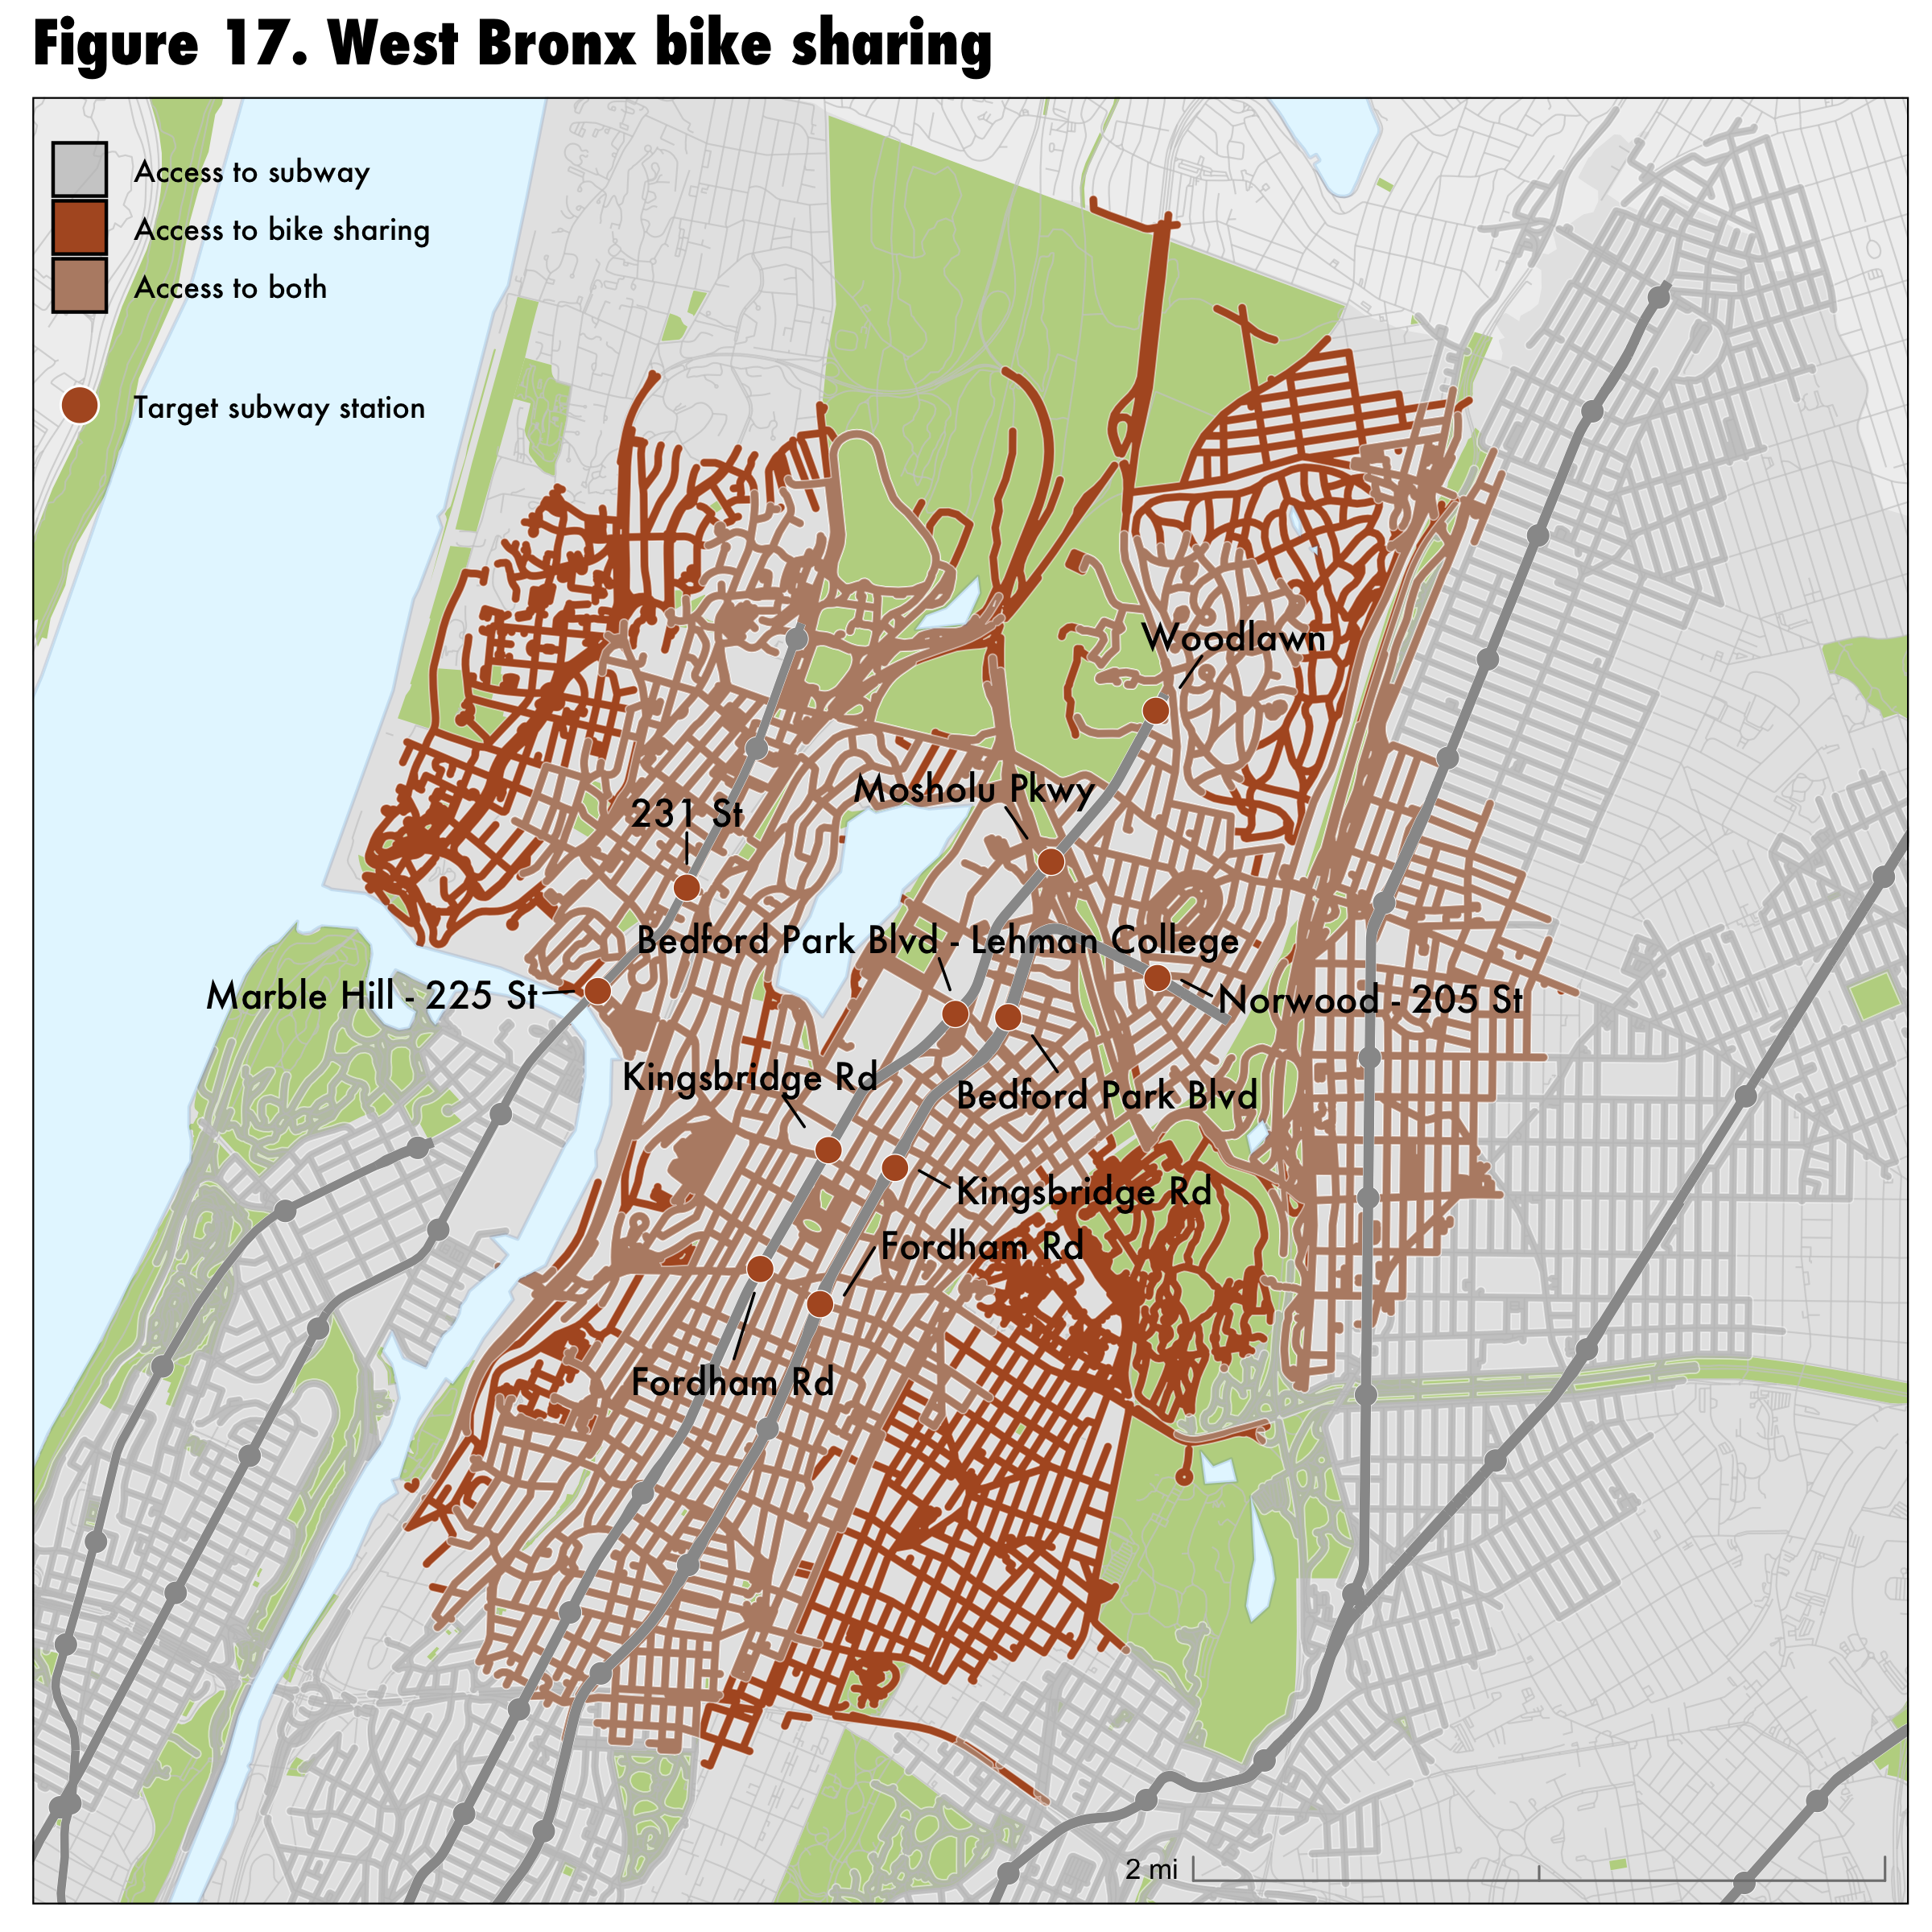 Figure 17. West Bronx bike sharing
Access to subway
Access to bike sharing
Access to both
Target subway station
Woodlawn
Mosholu Pkwy
231 St
Bedford Park Blvd - Lehman College
Marble Hill - 225 St
Norwood - 205 St
Kingsbridge Rd
Bedford Park Blvd
Kingsbridge Rd
Fordham Rd
Fordham Rd
2 mi